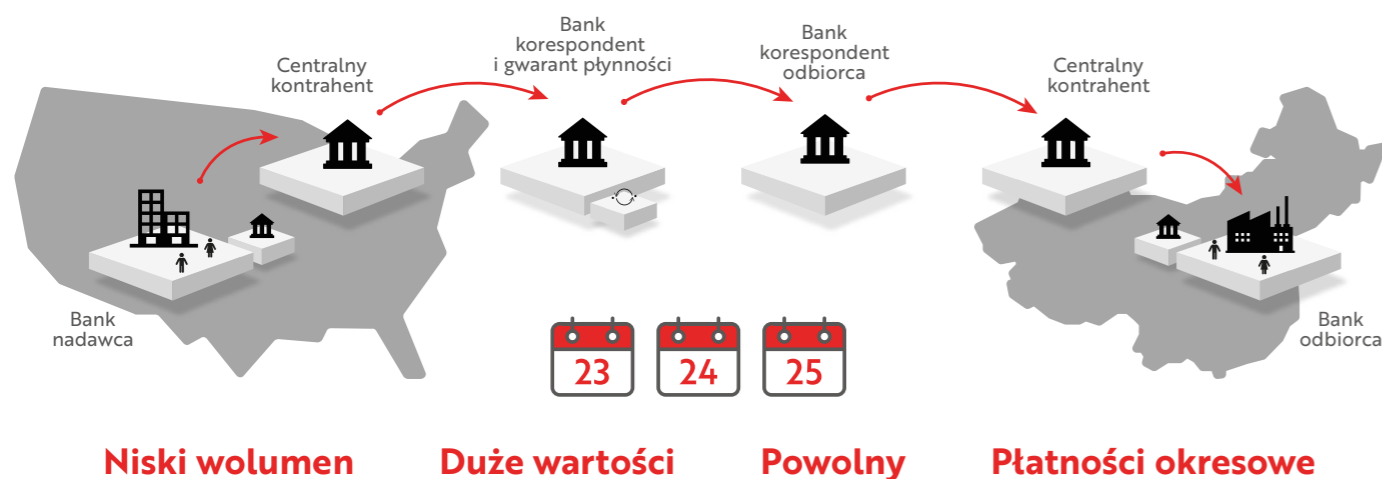 Bank
nadawca
Centralny
kontrahent
Bank
korespondent
i gwarant płynności
Bank
korespondent
odbiorca
Centralny
kontrahent
Bank
odbiorca
23 24 25
Niski wolumen Duże wartości Powolny Płatności okresowe